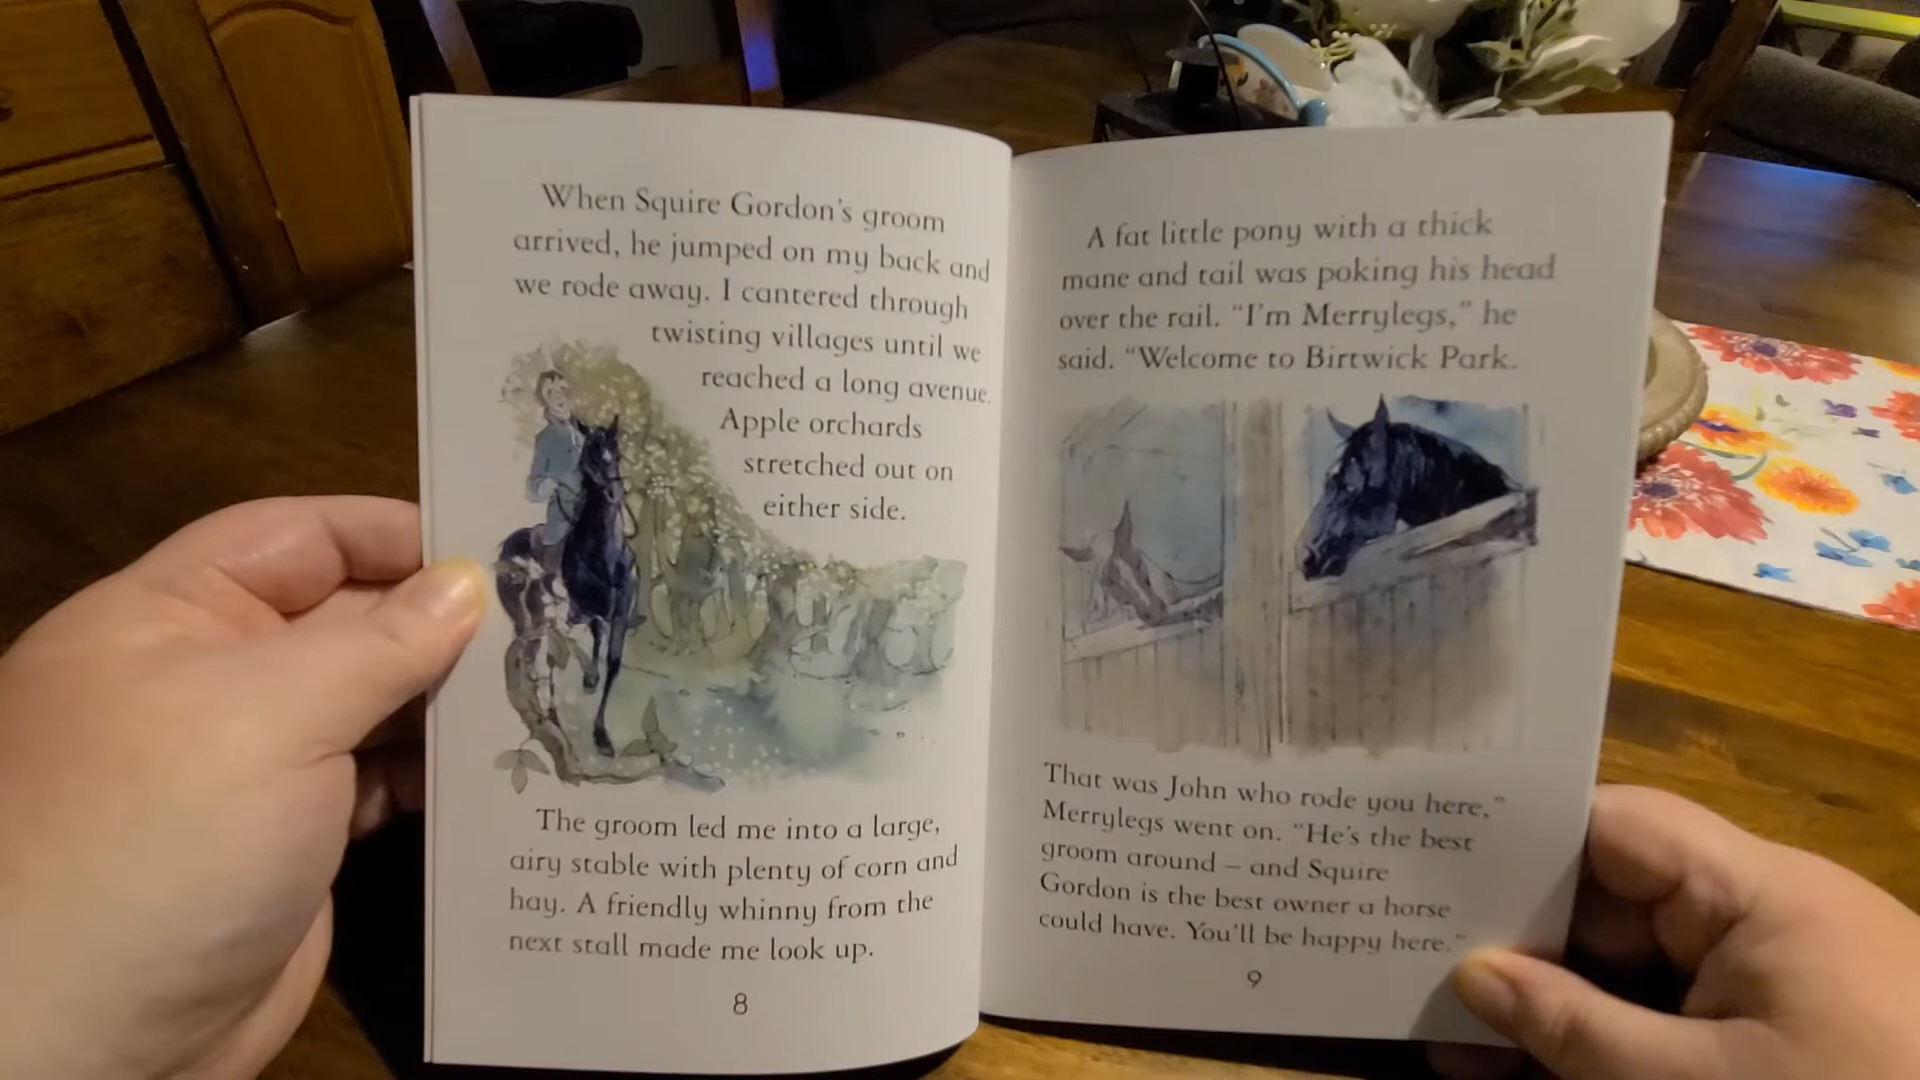 When Squire Gordon's groom
arrived, he jumped on my back and
we rode away. I cantered through
twisting villages until we
reached a long avenue.
Apple orchards
stretched out on
either side.
The groom led me into a large,
airy stable with plenty of corn and
hay. A friendly whinny from the
next stall made me look up.
8
A fat little pony with a thick
mane and tail was poking his head
over the rail. "I'm Merrylegs," he
said. "Welcome to Birtwick Park.
That was John who rode you here,"
Merrylegs went on. "He's the best
groom around – and Squire
Gordon is the best owner a horse
could have. You'll be happy here."
9